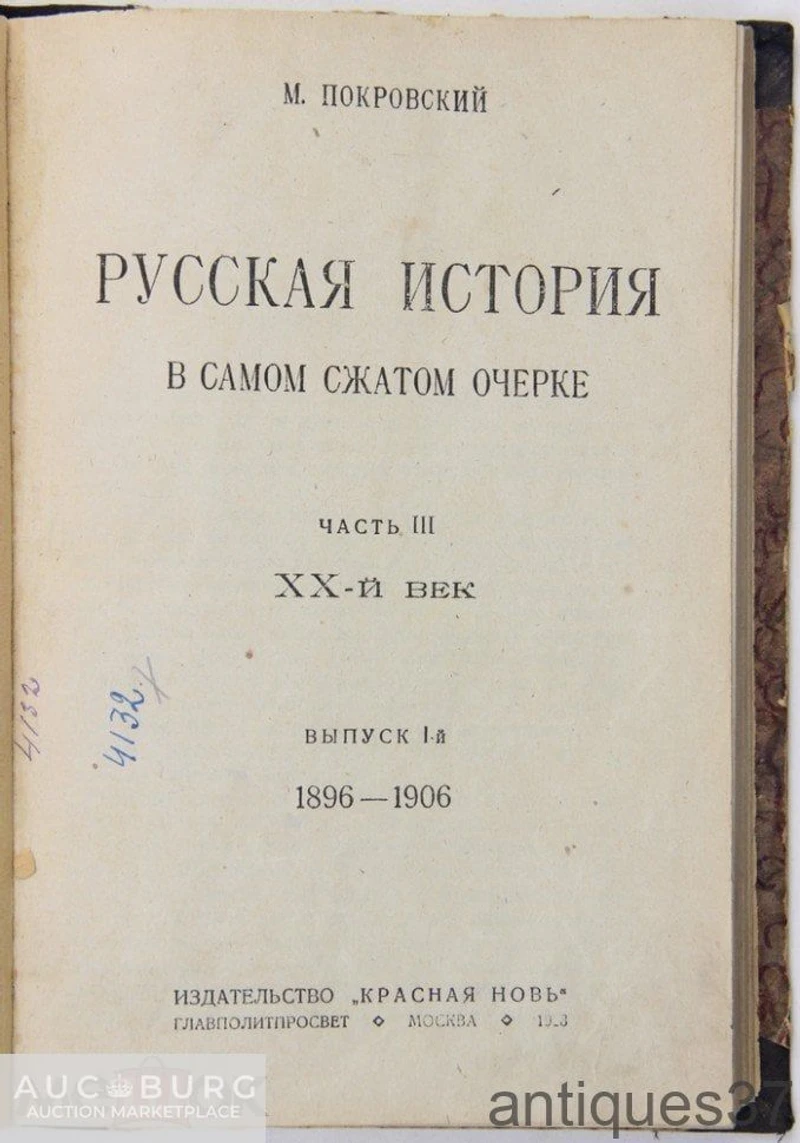 М. ПОКРОВСКИЙ
РУССКАЯ ИСТОРИЯ
В САМОМ СЖАТОМ ОЧЕРКЕ
ЧАСТЬ III
XX-Й ВЕК
4132
4132
ВЫПУСК I-й
1896—1906
ИЗДАТЕЛЬСТВО „КРАСНАЯ НОВЬ“
ГЛАВПОЛИТПРОСВЕТ ◇ МОСКВА ◇
AUCBURG
AUCTION MARKETPLACE
antiques37